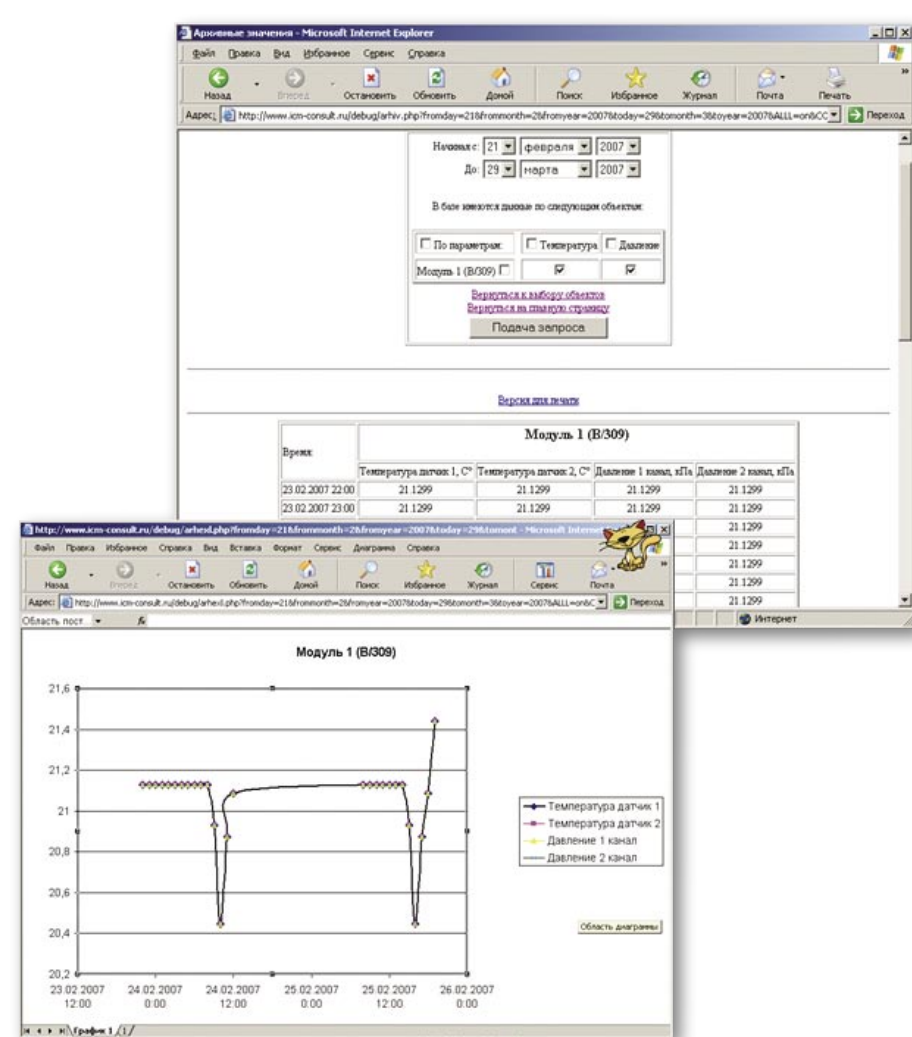 Архивные значения - Microsoft Internet Explorer
Файл Правка Вид Избранное Сервис Справка
Назад Вперед Остановить Обновить Домой Поиск Избранное Журнал Почта Печать
Адрес: http://www.icm-consult.ru/debug/arhiv.php?fromday=21&frommonth=2&fromyear=2007&today=29&tomonth=3&toyear=2007&ALLL=on&CC Переход
Начиная с: 21 февраля 2007
До: 29 марта 2007
В базе имеются данные по следующим объектам:
По параметрам: Температура Давление
Модуль 1 (В/309)
Вернуться к выбору объектов
Вернуться на главную страницу
Подача запроса
Версия для печати
Модуль 1 (В/309)
Время:
Температура датчик 1, C° Температура датчик 2, C° Давление 1 канал, кПа Давление 2 канал, кПа
23.02.2007 22:00 21.1299 21.1299 21.1299 21.1299
23.02.2007 23:00 21.1299 21.1299 21.1299 21.1299
21.1299
21.1299
21.1299
21.1299
21.1299
Интернет
http://www.icm-consult.ru/debug/arhexl.php?fromday=21&frommonth=2&fromyear=2007&today=29&tomont - Microsoft Internet
Файл Правка Избранное Справка Вид Вставка Формат Сервис Диаграмма Справка
Назад Вперед Остановить Обновить Домой Поиск Избранное Журнал Сервис Почта
Адрес: http://www.icm-consult.ru/debug/arhexl.php?fromday=21&frommonth=2&fromyear=2007&today=29&tomonth=3&toyear=2007&ALLL=on&C Переход
Область пост fx
Модуль 1 (В/309)
21,6
21,4
21,2
21
20,8
20,6
20,4
20,2
23.02.2007 24.02.2007 24.02.2007 25.02.2007 25.02.2007 26.02.2007
12:00 0:00 12:00 0:00 12:00 0:00
Температура датчик 1
Температура датчик 2
Давление 1 канал
Давление 2 канал
Область диаграммы
График 1 / 1 /